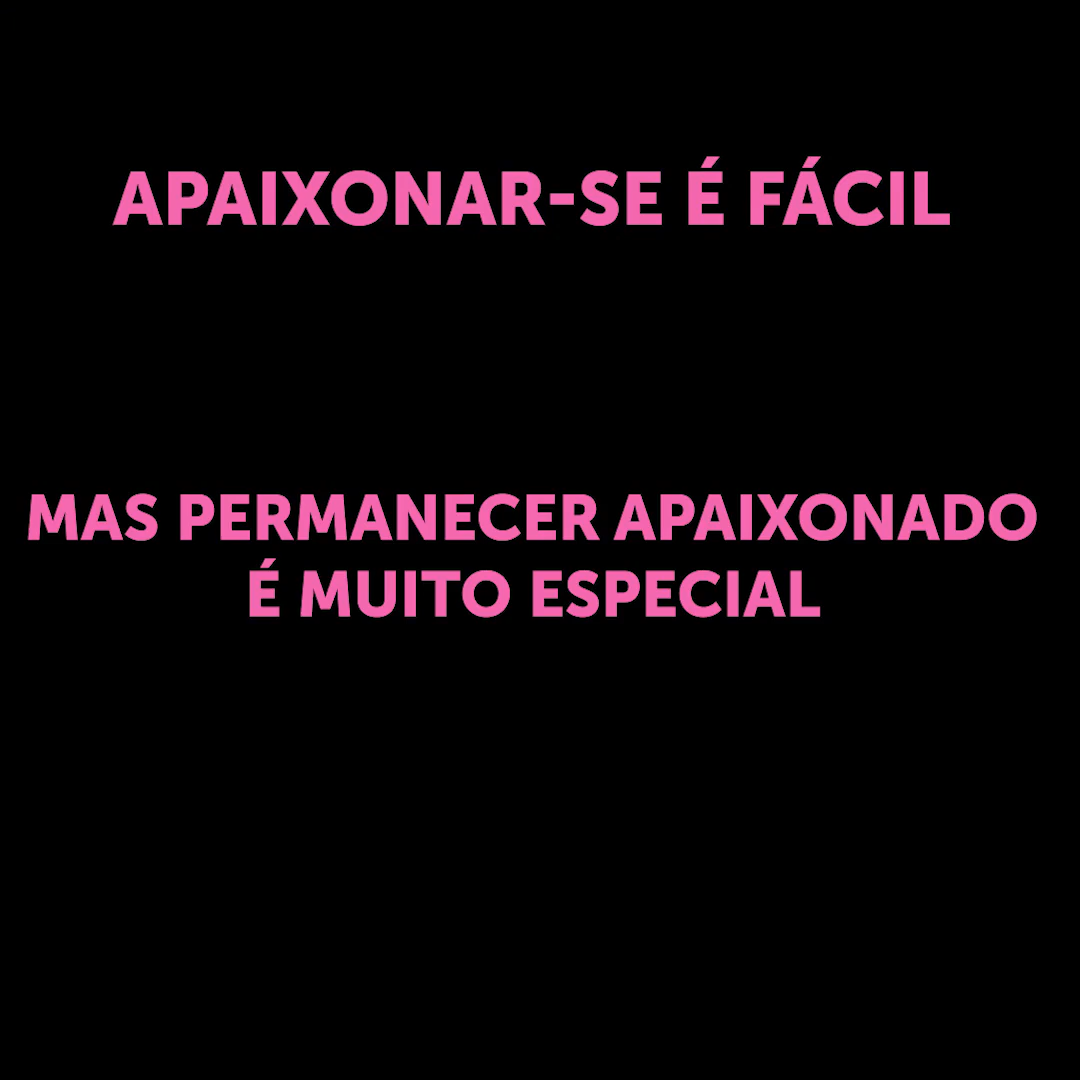 APAIXONAR-SE É FÁCIL
MAS PERMANECER APAIXONADO
É MUITO ESPECIAL